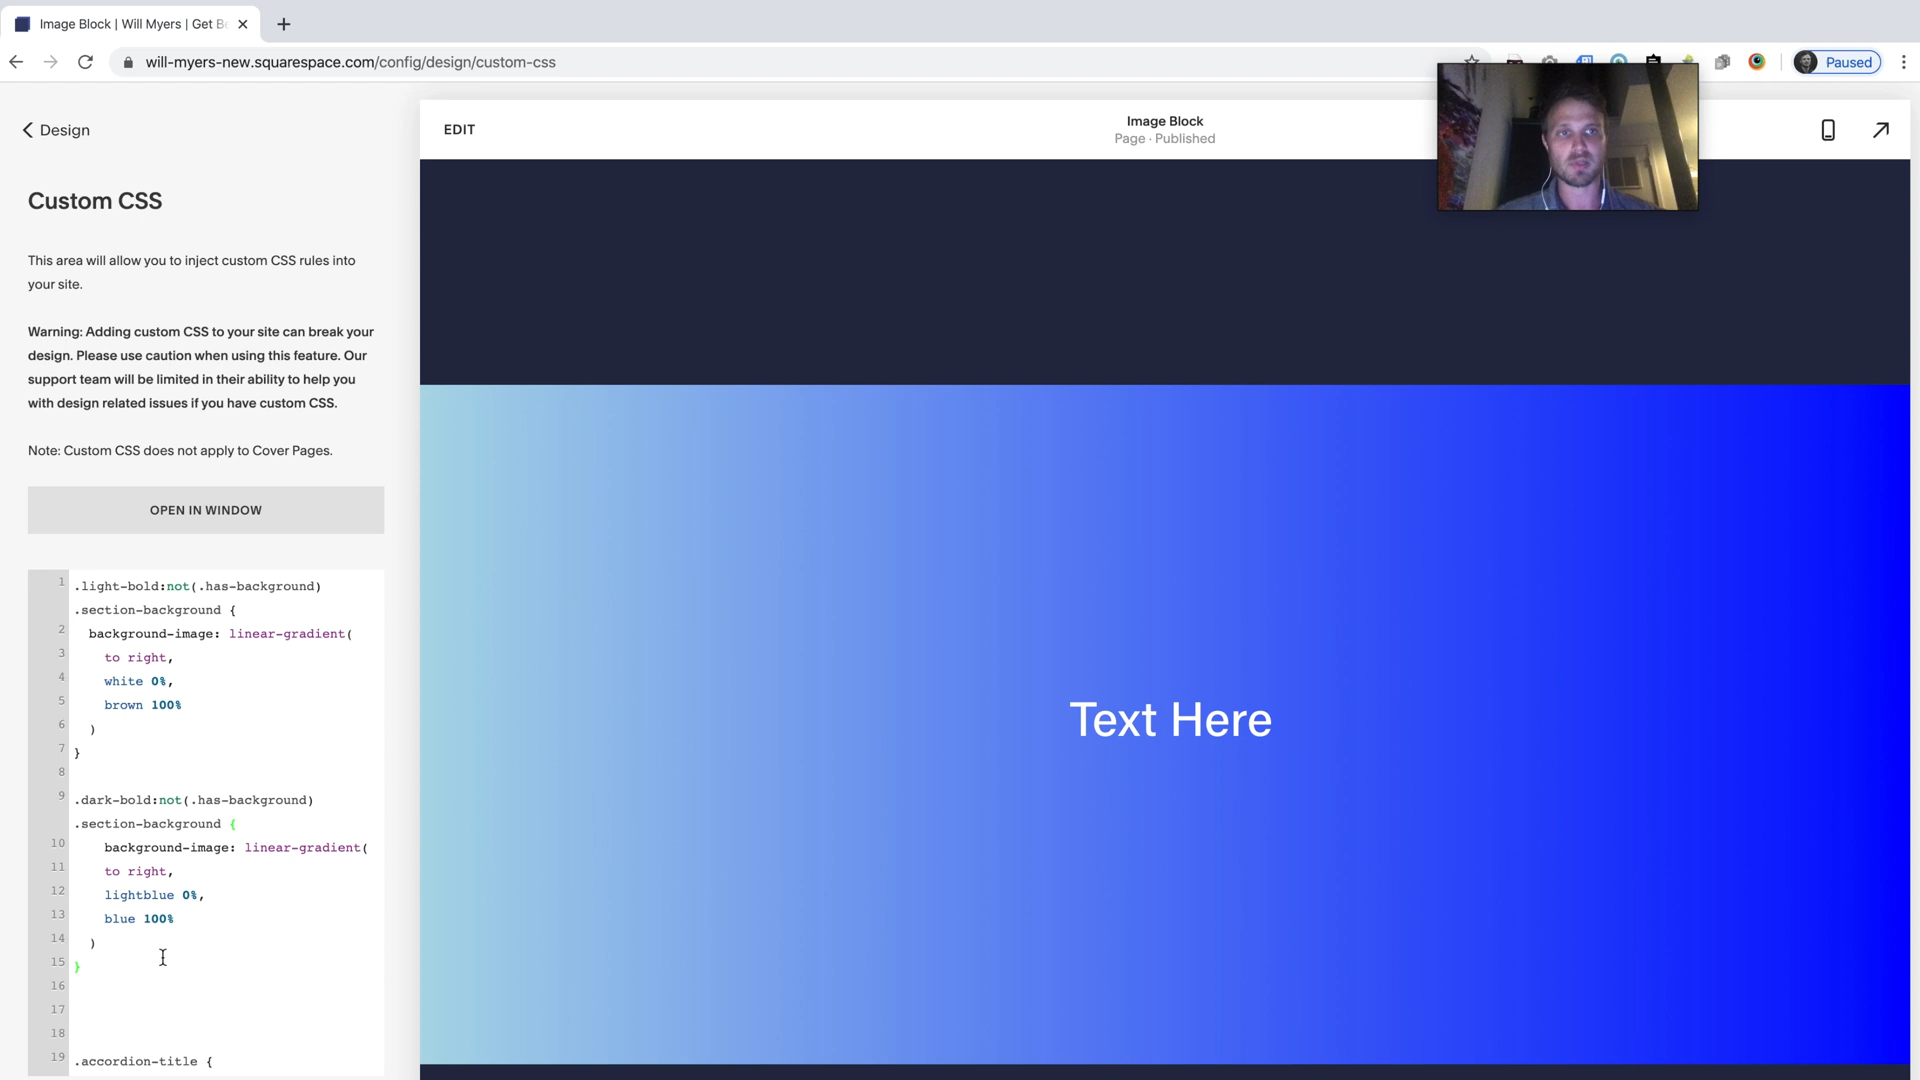 Image Block | Will Myers | Get Be
will-myers-new.squarespace.com/config/design/custom-css
Paused
Design
EDIT
Image Block
Page · Published
Custom CSS
This area will allow you to inject custom CSS rules into
your site.
Warning: Adding custom CSS to your site can break your
design. Please use caution when using this feature. Our
support team will be limited in their ability to help you
with design related issues if you have custom CSS.
Note: Custom CSS does not apply to Cover Pages.
OPEN IN WINDOW
1 .light-bold:not(.has-background)
.section-background {
2 background-image: linear-gradient(
3 to right,
4 white 0%,
5 brown 100%
6 )
7 }
8
9 .dark-bold:not(.has-background)
.section-background {
10 background-image: linear-gradient(
11 to right,
12 lightblue 0%,
13 blue 100%
14 )
15 }
16
17
18
19 .accordion-title {
Text Here